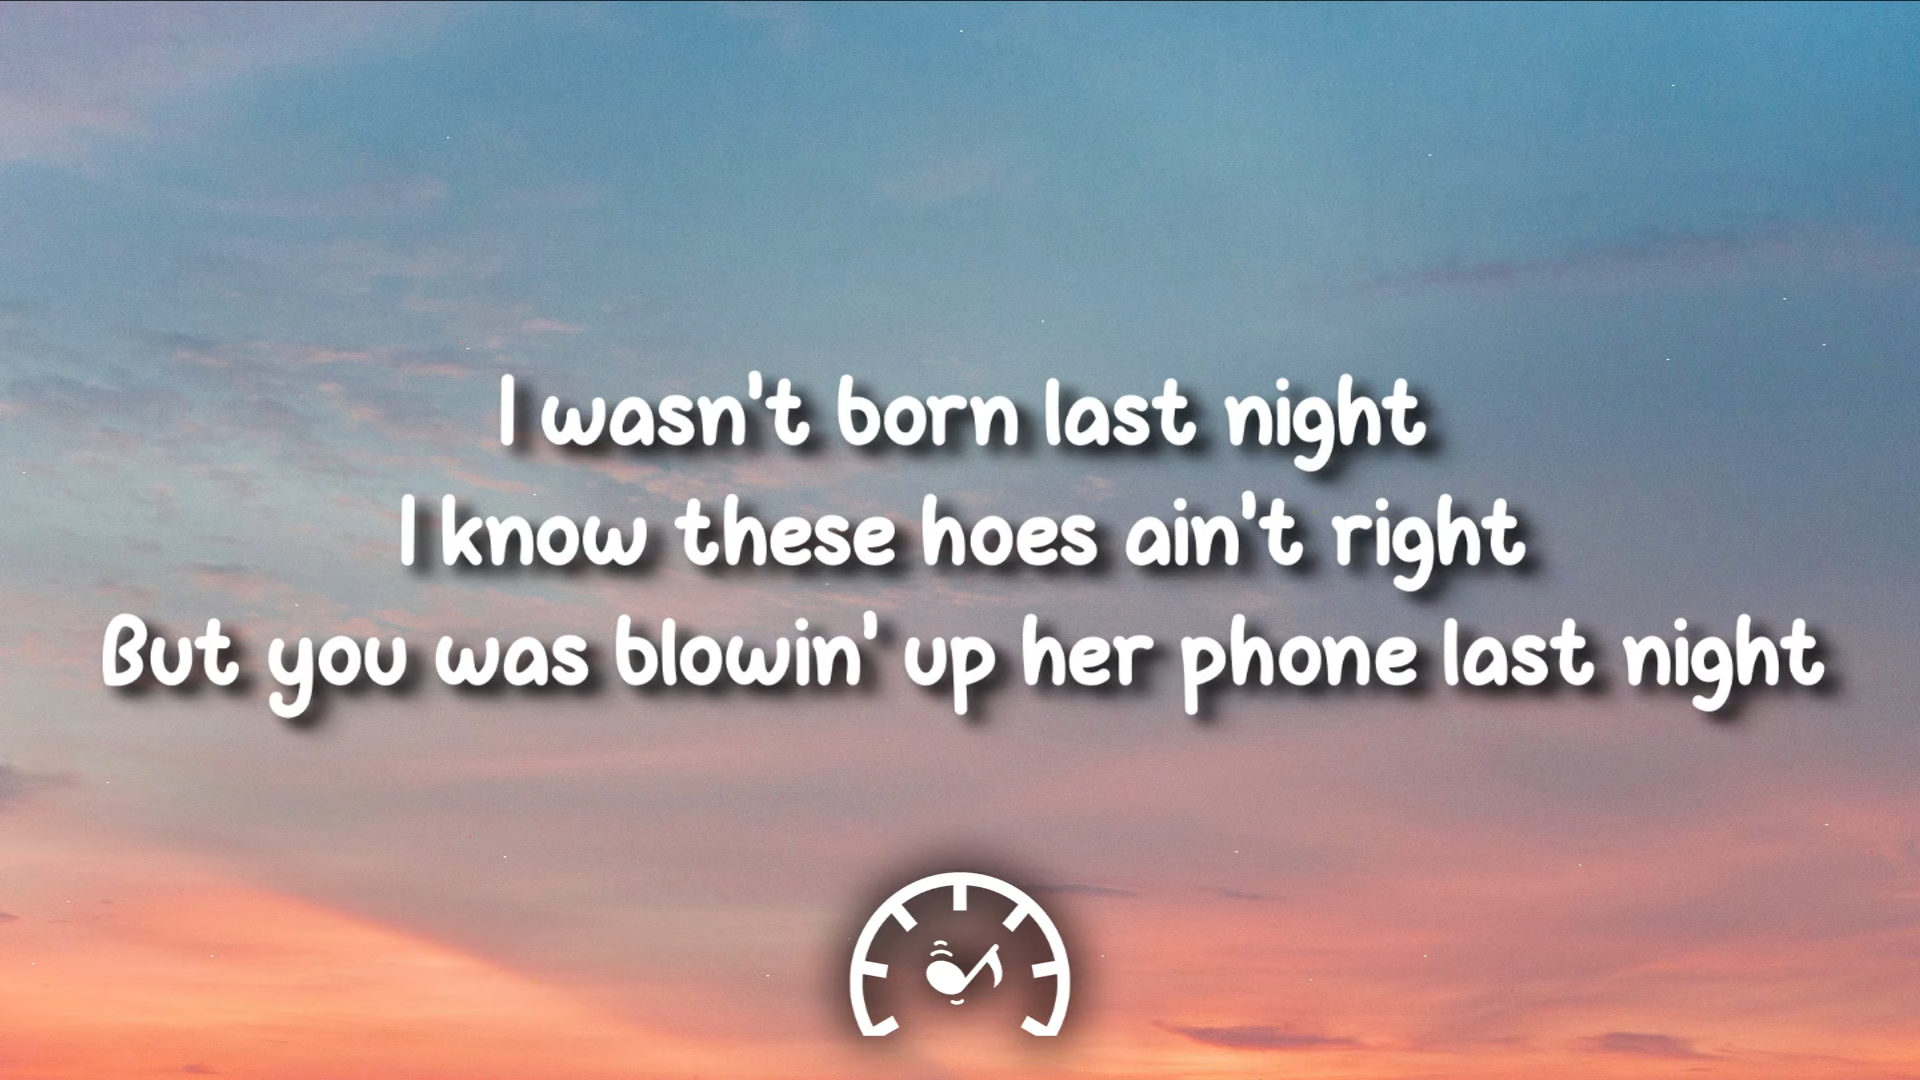 I wasn't born last night
I know these hoes ain't right
But you was blowin' up her phone last night